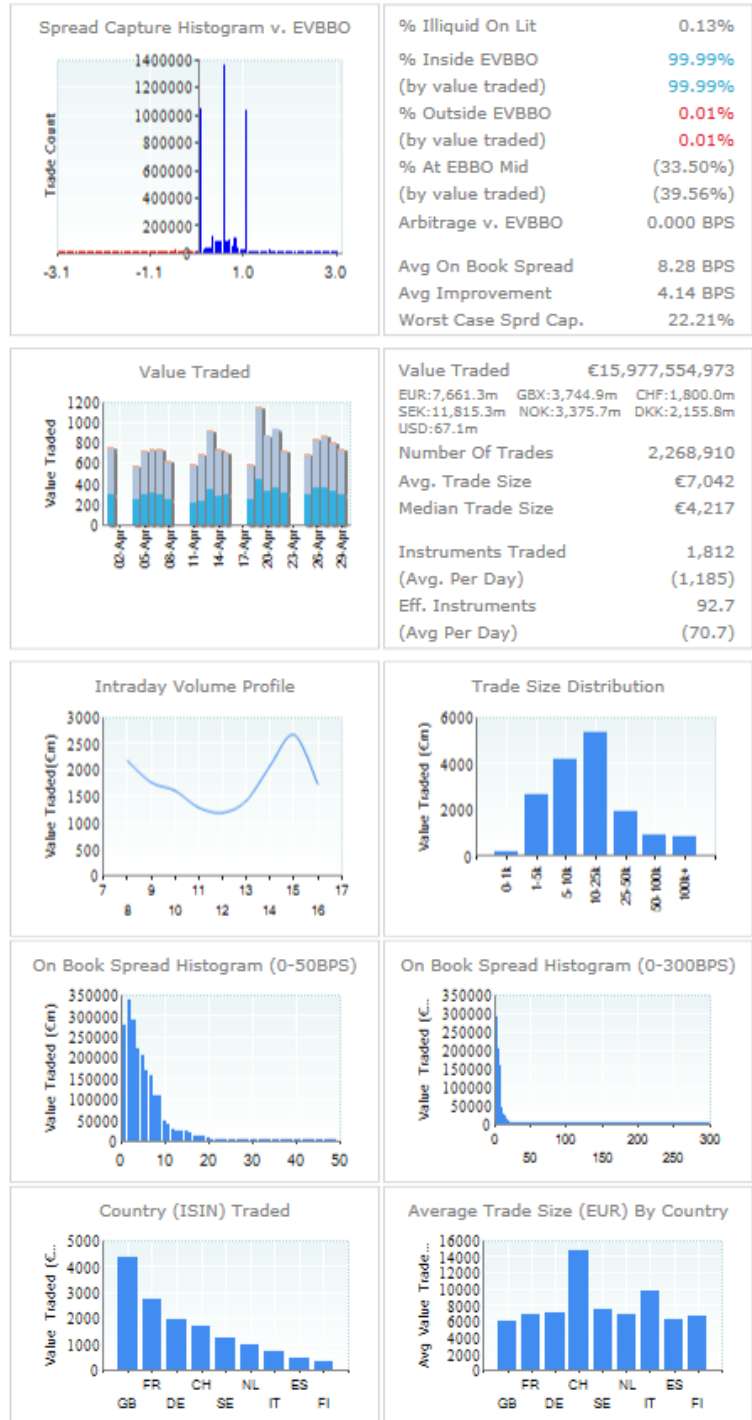 Spread Capture Histogram v. EVBBO
Trade Count
1400000
1200000
1000000
800000
600000
400000
200000
0
-3.1 -1.1 1.0 3.0
% Illiquid On Lit 0.13%
% Inside EVBBO 99.99%
(by value traded) 99.99%
% Outside EVBBO 0.01%
(by value traded) 0.01%
% At EBBO Mid (33.50%)
(by value traded) (39.56%)
Arbitrage v. EVBBO 0.000 BPS
Avg On Book Spread 8.28 BPS
Avg Improvement 4.14 BPS
Worst Case Sprd Cap. 22.21%
Value Traded
Value Traded
1200
1000
800
600
400
200
0
02-Apr 05-Apr 08-Apr 11-Apr 14-Apr 17-Apr 20-Apr 23-Apr 26-Apr 29-Apr
Value Traded €15,977,554,973
EUR:7,661.3m GBX:3,744.9m CHF:1,800.0m
SEK:11,815.3m NOK:3,375.7m DKK:2,155.8m
USD:67.1m
Number Of Trades 2,268,910
Avg. Trade Size €7,042
Median Trade Size €4,217
Instruments Traded 1,812
(Avg. Per Day) (1,185)
Eff. Instruments 92.7
(Avg Per Day) (70.7)
Intraday Volume Profile
Value Traded(€m)
3000
2500
2000
1500
1000
500
0
7 9 11 13 15 17
8 10 12 14 16
Trade Size Distribution
Value Traded (€m)
6000
4000
2000
0
0-1k 1-5k 5-10k 10-25k 25-50k 50-100k 100k+
On Book Spread Histogram (0-50BPS)
Value Traded (€m)
350000
300000
250000
200000
150000
100000
50000
0
0 10 20 30 40 50
On Book Spread Histogram (0-300BPS)
Value Traded (€...
350000
300000
250000
200000
150000
100000
50000
0
0 100 200 300
50 150 250
Country (ISIN) Traded
Value Traded (€...
5000
4000
3000
2000
1000
0
FR CH NL ES
GB DE SE IT FI
Average Trade Size (EUR) By Country
Avg Value Trade...
16000
14000
12000
10000
8000
6000
4000
2000
0
FR CH NL ES
GB DE SE IT FI